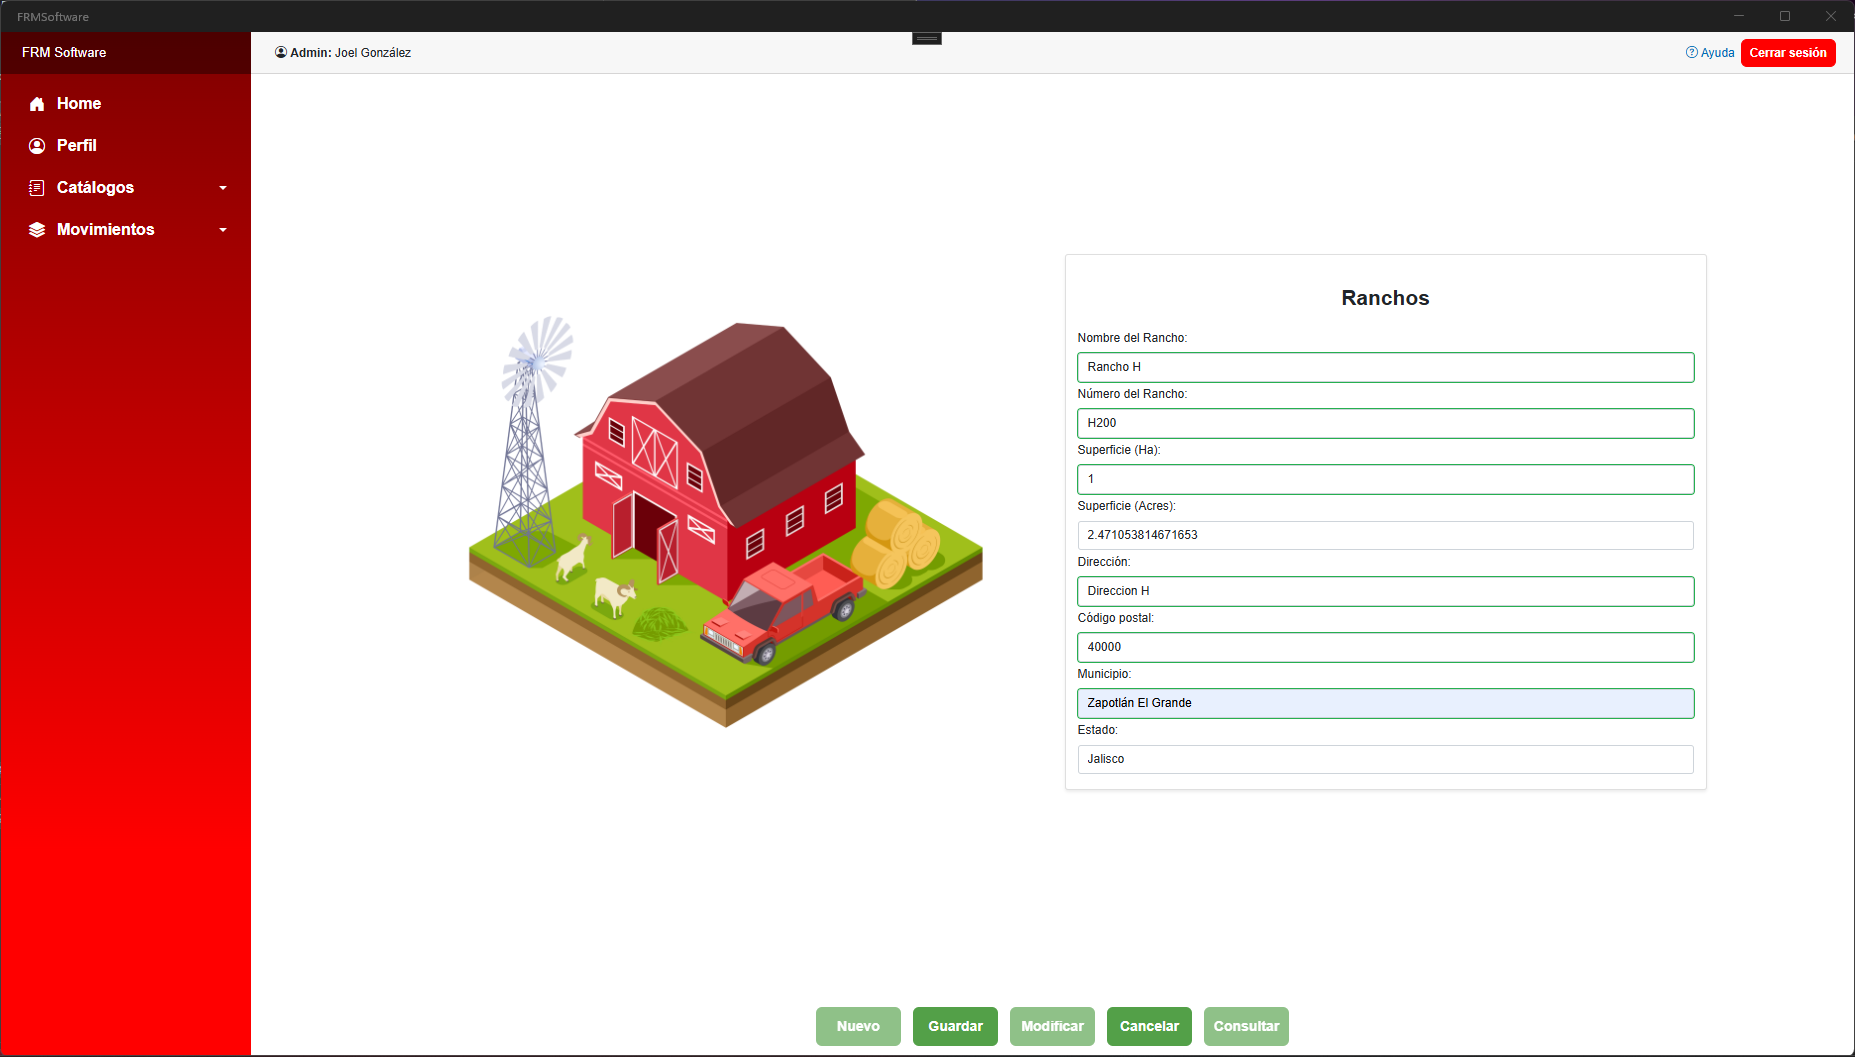 FRMSoftware
FRM Software
Admin: Joel González
Ayuda
Cerrar sesión
Home
Perfil
Catálogos
Movimientos
Ranchos
Nombre del Rancho:
Rancho H
Número del Rancho:
H200
Superficie (Ha):
1
Superficie (Acres):
2.471053814671653
Dirección:
Direccion H
Código postal:
40000
Municipio:
Zapotlán El Grande
Estado:
Jalisco
Nuevo
Guardar
Modificar
Cancelar
Consultar